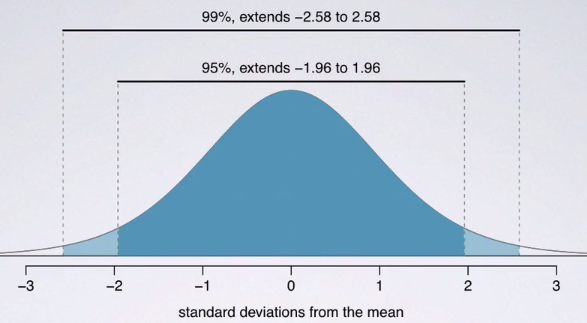 99%, extends −2.58 to 2.58
95%, extends −1.96 to 1.96
−3 −2 −1 0 1 2 3
standard deviations from the mean